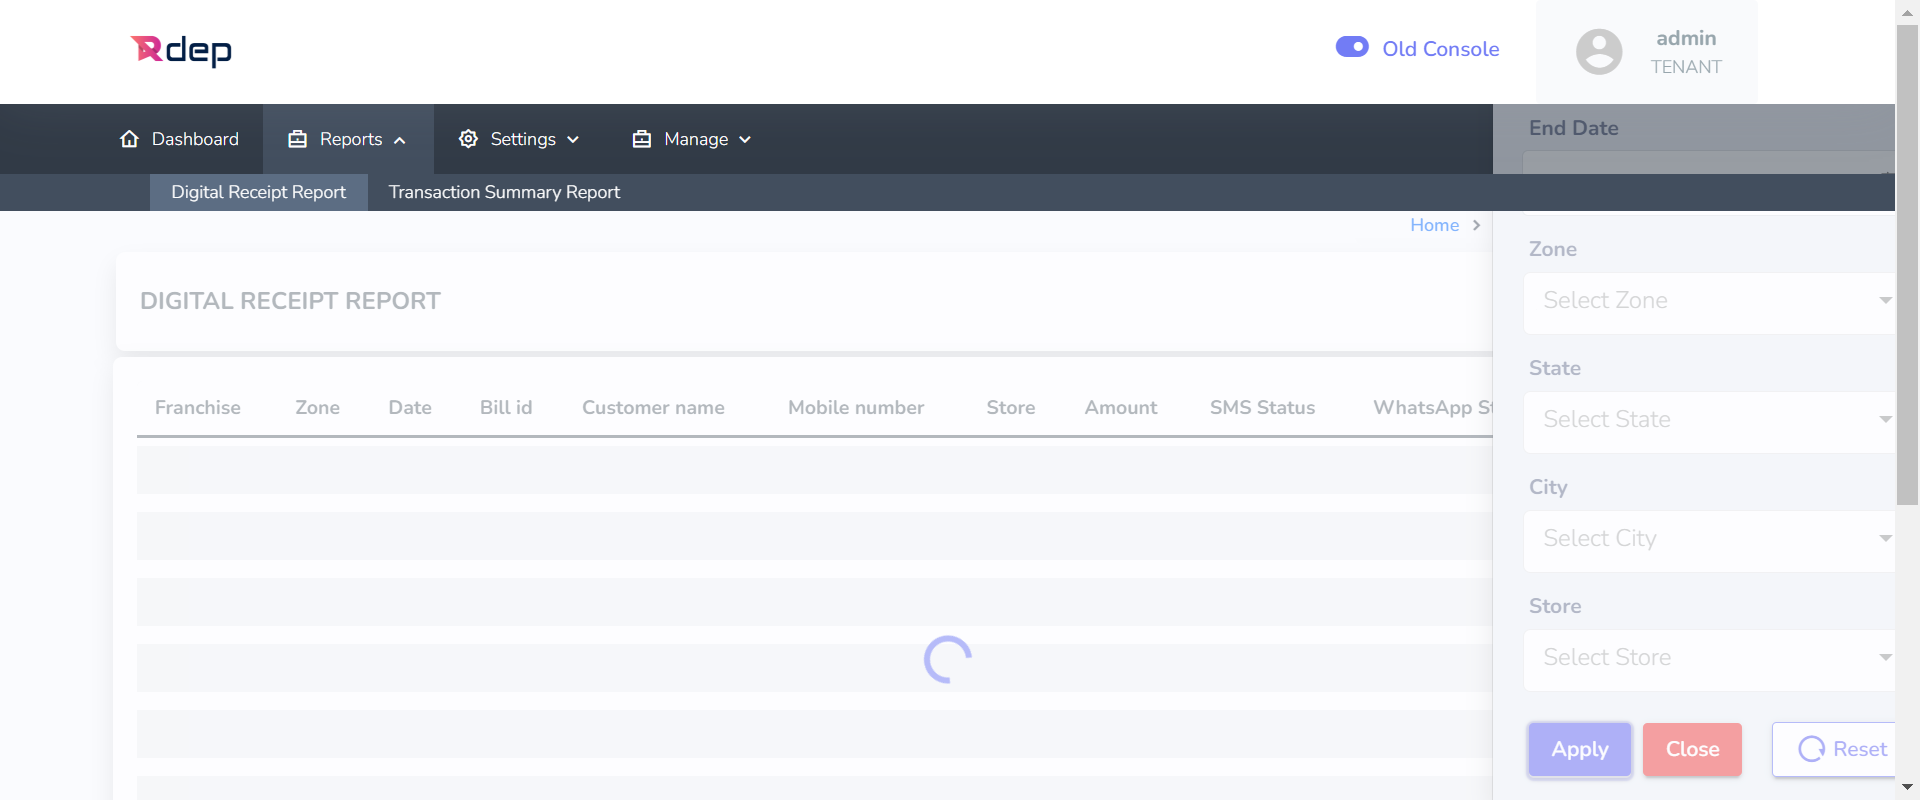 Rdep
Old Console
admin
TENANT
Dashboard
Reports
Settings
Manage
End Date
Digital Receipt Report
Transaction Summary Report
Home
Zone
Select Zone
DIGITAL RECEIPT REPORT
State
Select State
Franchise Zone Date Bill id Customer name Mobile number Store Amount SMS Status WhatsApp St
City
Select City
Store
Select Store
Apply
Close
Reset